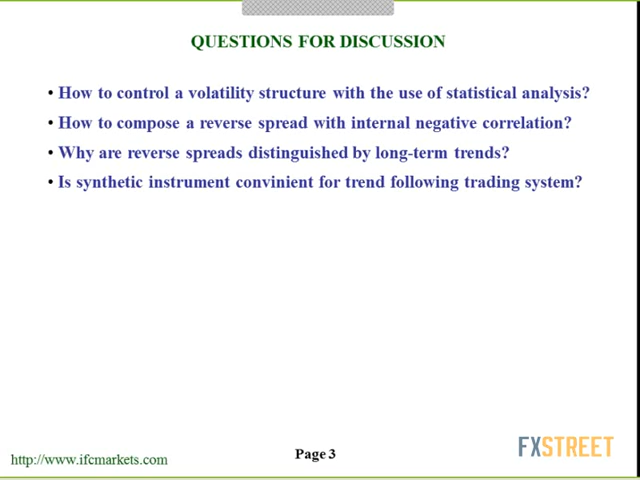 QUESTIONS FOR DISCUSSION
• How to control a volatility structure with the use of statistical analysis?
• How to compose a reverse spread with internal negative correlation?
• Why are reverse spreads distinguished by long-term trends?
• Is synthetic instrument convinient for trend following trading system?
http://www.ifcmarkets.com
Page 3
FXSTREET